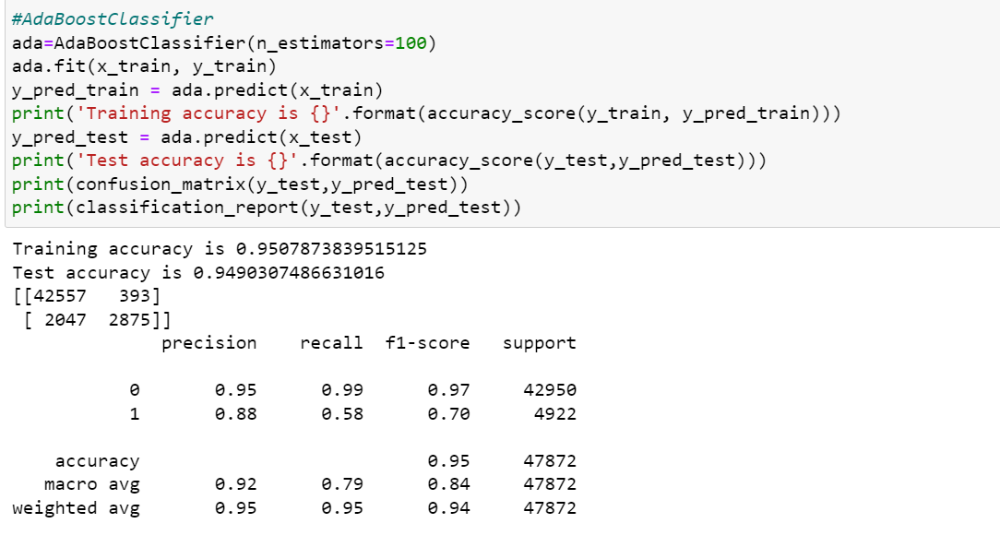 #AdaBoostClassifier
ada=AdaBoostClassifier(n_estimators=100)
ada.fit(x_train, y_train)
y_pred_train = ada.predict(x_train)
print('Training accuracy is {}'.format(accuracy_score(y_train, y_pred_train)))
y_pred_test = ada.predict(x_test)
print('Test accuracy is {}'.format(accuracy_score(y_test,y_pred_test)))
print(confusion_matrix(y_test,y_pred_test))
print(classification_report(y_test,y_pred_test))
Training accuracy is 0.9507873839515125
Test accuracy is 0.9490307486631016
[[42557   393]
 [ 2047  2875]]
              precision    recall  f1-score   support
           0       0.95      0.99      0.97     42950
           1       0.88      0.58      0.70      4922
    accuracy                           0.95     47872
   macro avg       0.92      0.79      0.84     47872
weighted avg       0.95      0.95      0.94     47872